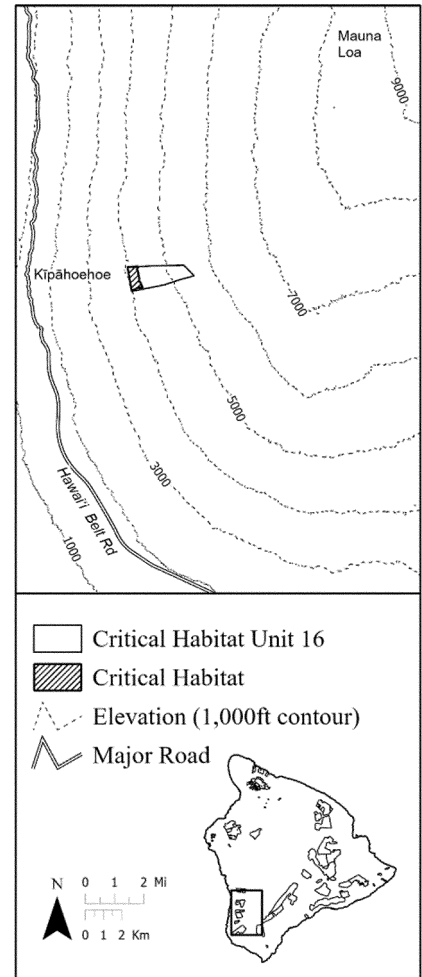 Mauna
Loa
9000
Kīpāhoehoe
7000
5000
3000
Hawai'i Belt Rd
1000
Critical Habitat Unit 16
Critical Habitat
Elevation (1,000ft contour)
Major Road
N
0 1 2 Mi
0 1 2 Km